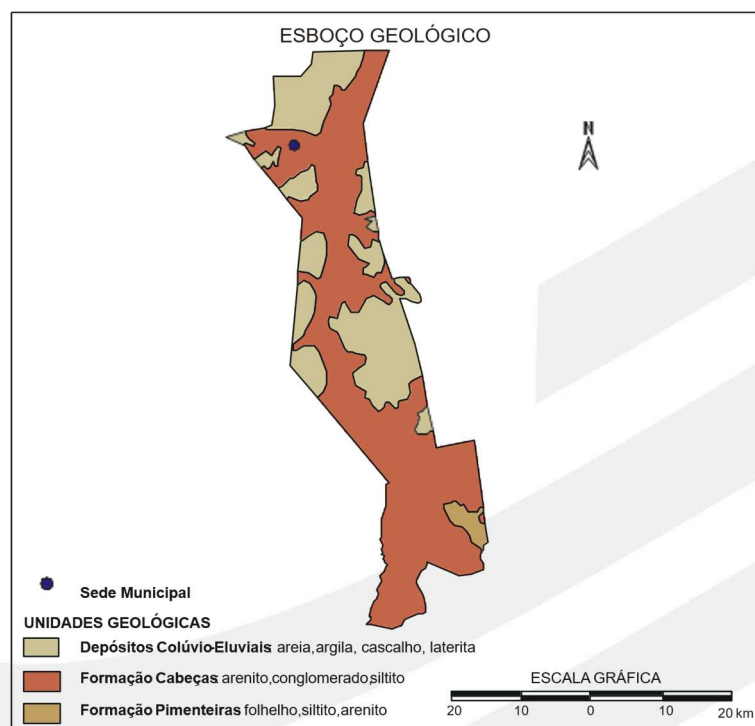 ESBOÇO GEOLÓGICO
N
Sede Municipal
UNIDADES GEOLÓGICAS
Depósitos Colúvio-Eluviais: areia,argila, cascalho, laterita
Formação Cabeças: arenito,conglomerado,siltito
Formação Pimenteiras folhelho,siltito,arenito
ESCALA GRÁFICA
20 10 0 10 20 km